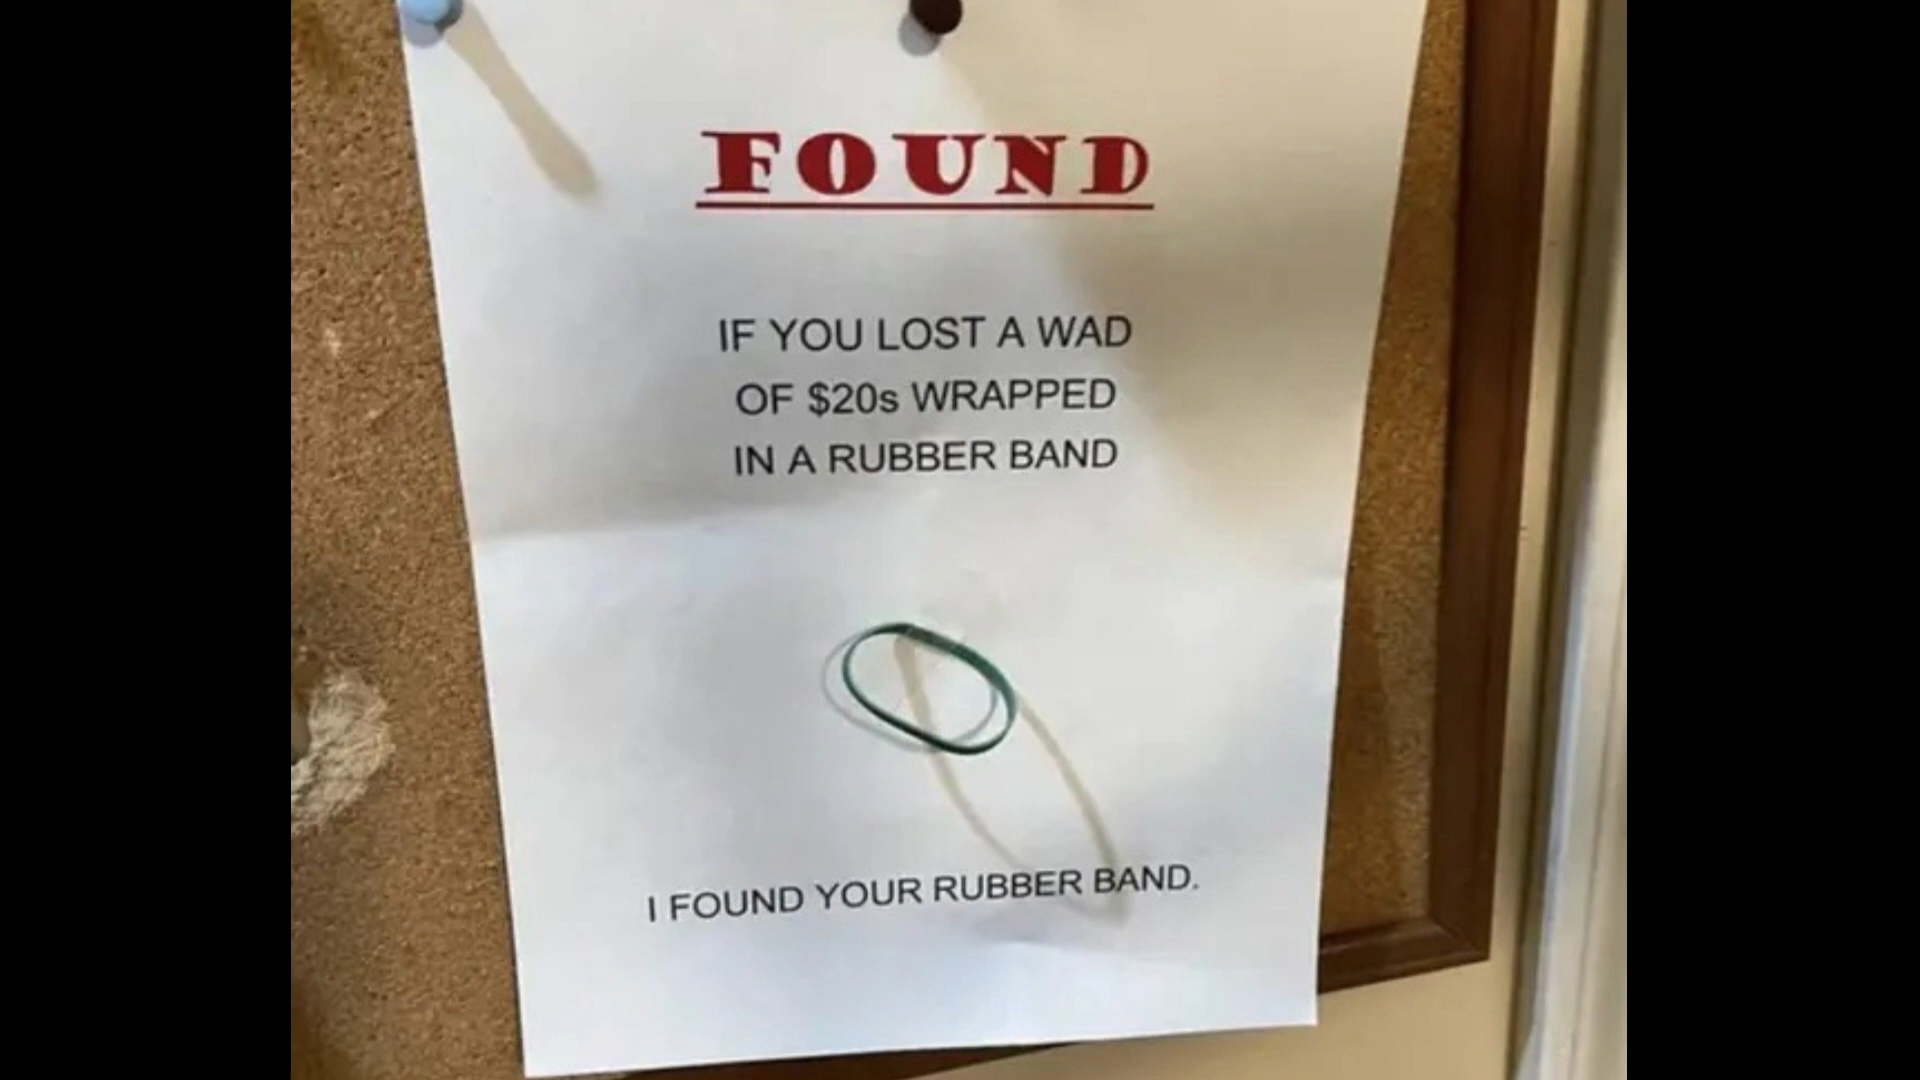 FOUND
IF YOU LOST A WAD
OF $20s WRAPPED
IN A RUBBER BAND
I FOUND YOUR RUBBER BAND.